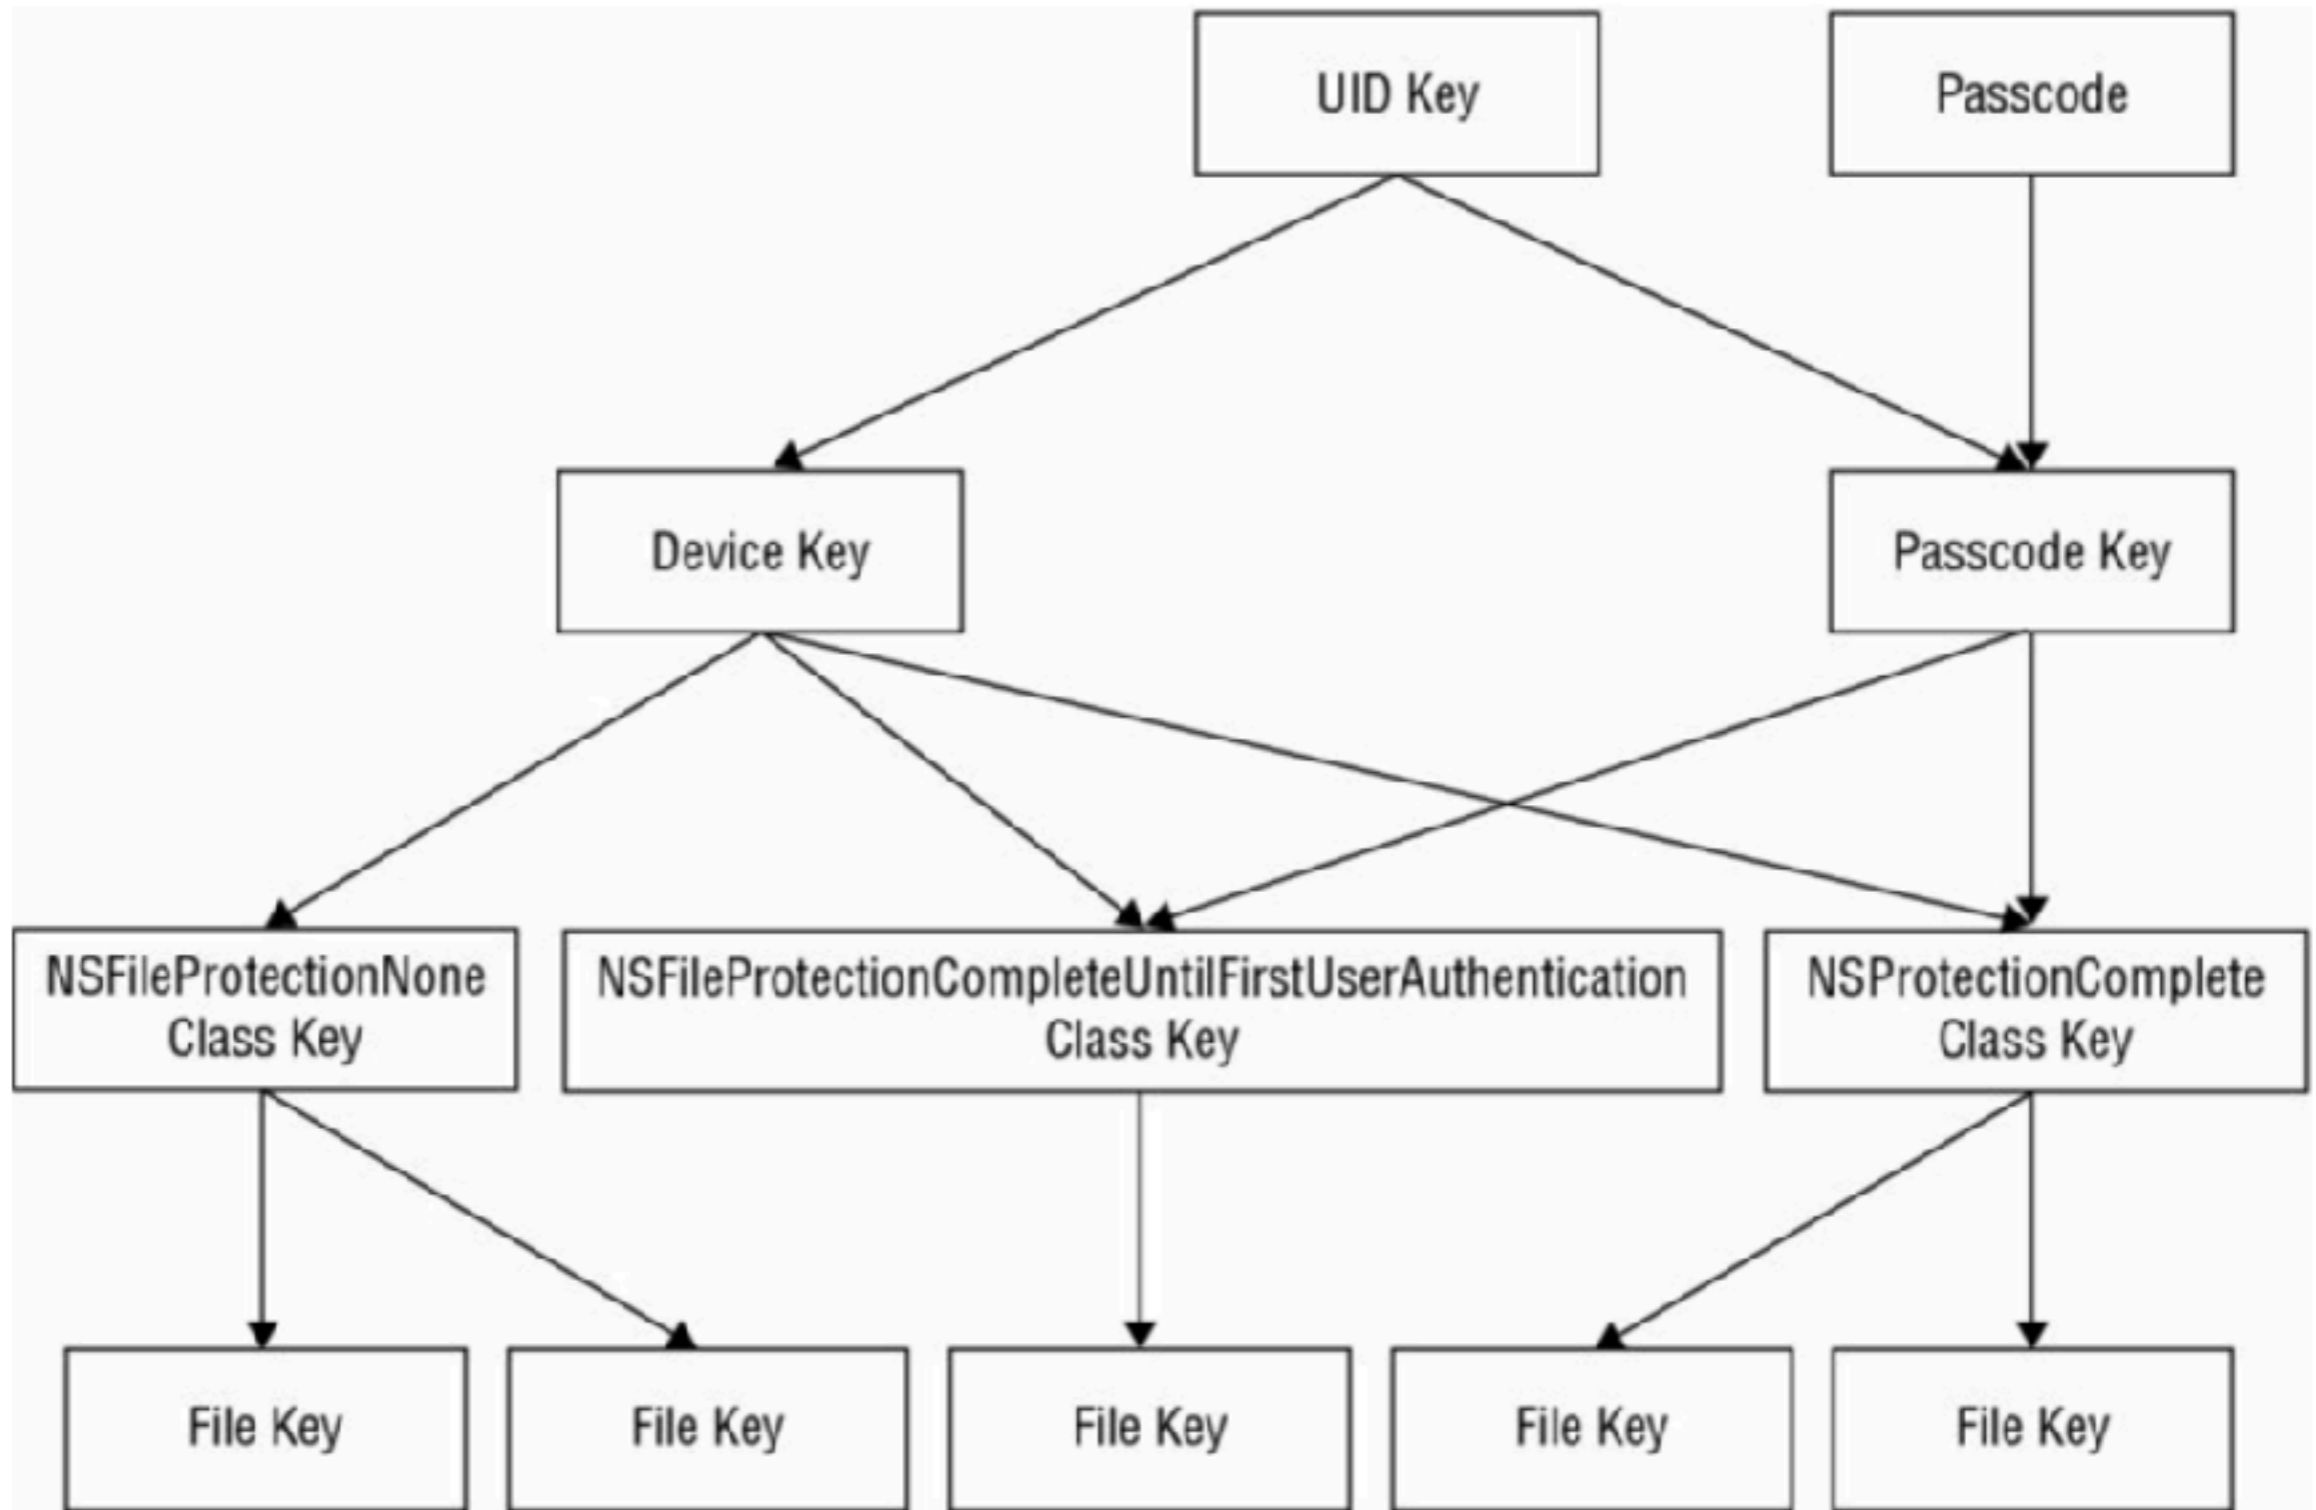 UID Key
Passcode
Device Key
Passcode Key
NSFileProtectionNone
Class Key
NSFileProtectionCompleteUntilFirstUserAuthentication
Class Key
NSProtectionComplete
Class Key
File Key
File Key
File Key
File Key
File Key